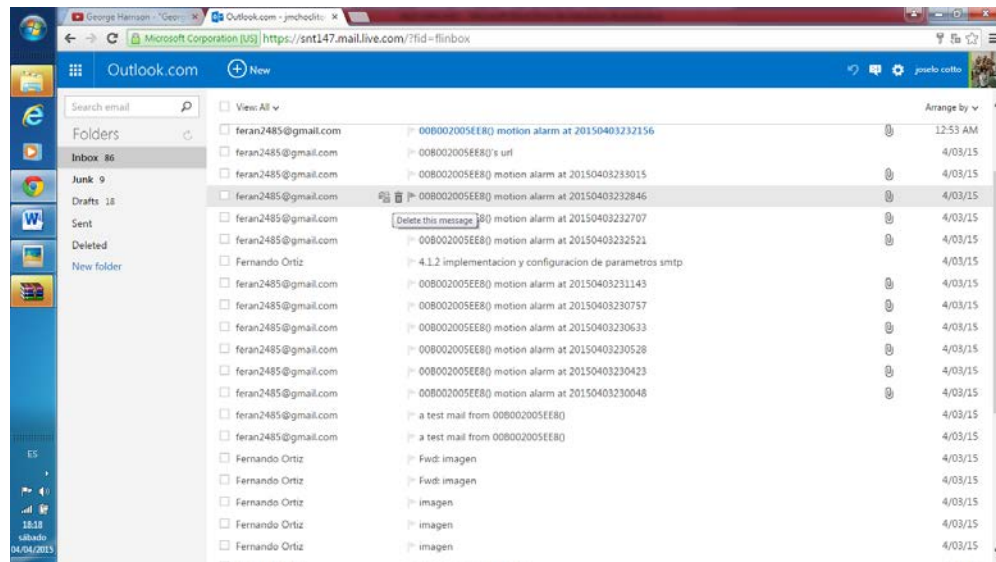 George Harrison - "Georg
Outlook.com - jmchoclito
Microsoft Corporation [US] https://snt147.mail.live.com/?fid=flinbox
Outlook.com
New
joselo cotto
Search email
View: All
Arrange by
Folders
Inbox 86
Junk 9
Drafts 18
Sent
Deleted
New folder
feran2485@gmail.com 00B002005EE8() motion alarm at 20150403232156 12:53 AM
feran2485@gmail.com 00B002005EE8()'s url 4/03/15
feran2485@gmail.com 00B002005EE8() motion alarm at 20150403233015 4/03/15
feran2485@gmail.com 00B002005EE8() motion alarm at 20150403232846 4/03/15
feran2485@gmail.com Delete this message E8() motion alarm at 20150403232707 4/03/15
feran2485@gmail.com 00B002005EE8() motion alarm at 20150403232521 4/03/15
Fernando Ortiz 4.1.2 implementacion y configuracion de parametros smtp 4/03/15
feran2485@gmail.com 00B002005EE8() motion alarm at 20150403231143 4/03/15
feran2485@gmail.com 00B002005EE8() motion alarm at 20150403230757 4/03/15
feran2485@gmail.com 00B002005EE8() motion alarm at 20150403230633 4/03/15
feran2485@gmail.com 00B002005EE8() motion alarm at 20150403230528 4/03/15
feran2485@gmail.com 00B002005EE8() motion alarm at 20150403230423 4/03/15
feran2485@gmail.com 00B002005EE8() motion alarm at 20150403230048 4/03/15
feran2485@gmail.com a test mail from 00B002005EE8() 4/03/15
feran2485@gmail.com a test mail from 00B002005EE8() 4/03/15
Fernando Ortiz Fwd: imagen 4/03/15
Fernando Ortiz Fwd: imagen 4/03/15
Fernando Ortiz imagen 4/03/15
Fernando Ortiz imagen 4/03/15
Fernando Ortiz imagen 4/03/15
ES
18:18
sábado
04/04/2015